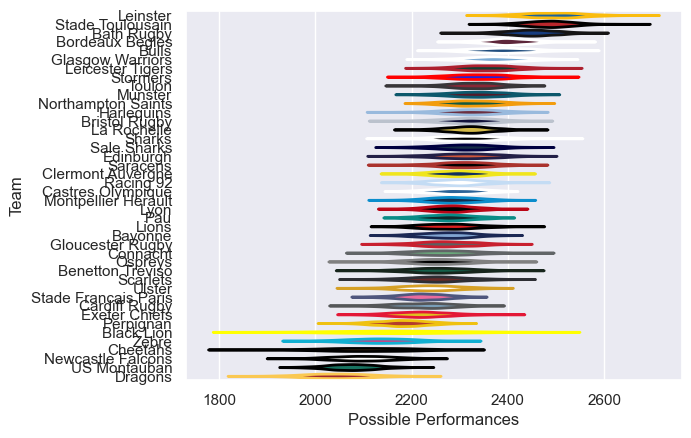 Leinster
Stade Toulousain
Bath Rugby
Bordeaux Bègles
Bulls
Glasgow Warriors
Leicester Tigers
Stormers
Toulon
Munster
Northampton Saints
Harlequins
Bristol Rugby
La Rochelle
Sharks
Sale Sharks
Edinburgh
Saracens
Clermont Auvergne
Racing 92
Castres Olympique
Montpellier Hérault
Lyon
Pau
Lions
Bayonne
Gloucester Rugby
Connacht
Ospreys
Benetton Treviso
Scarlets
Ulster
Stade Français Paris
Cardiff Rugby
Exeter Chiefs
Perpignan
Black Lion
Zebre
Cheetahs
Newcastle Falcons
US Montauban
Dragons
Team
1800 2000 2200 2400 2600
Possible Performances